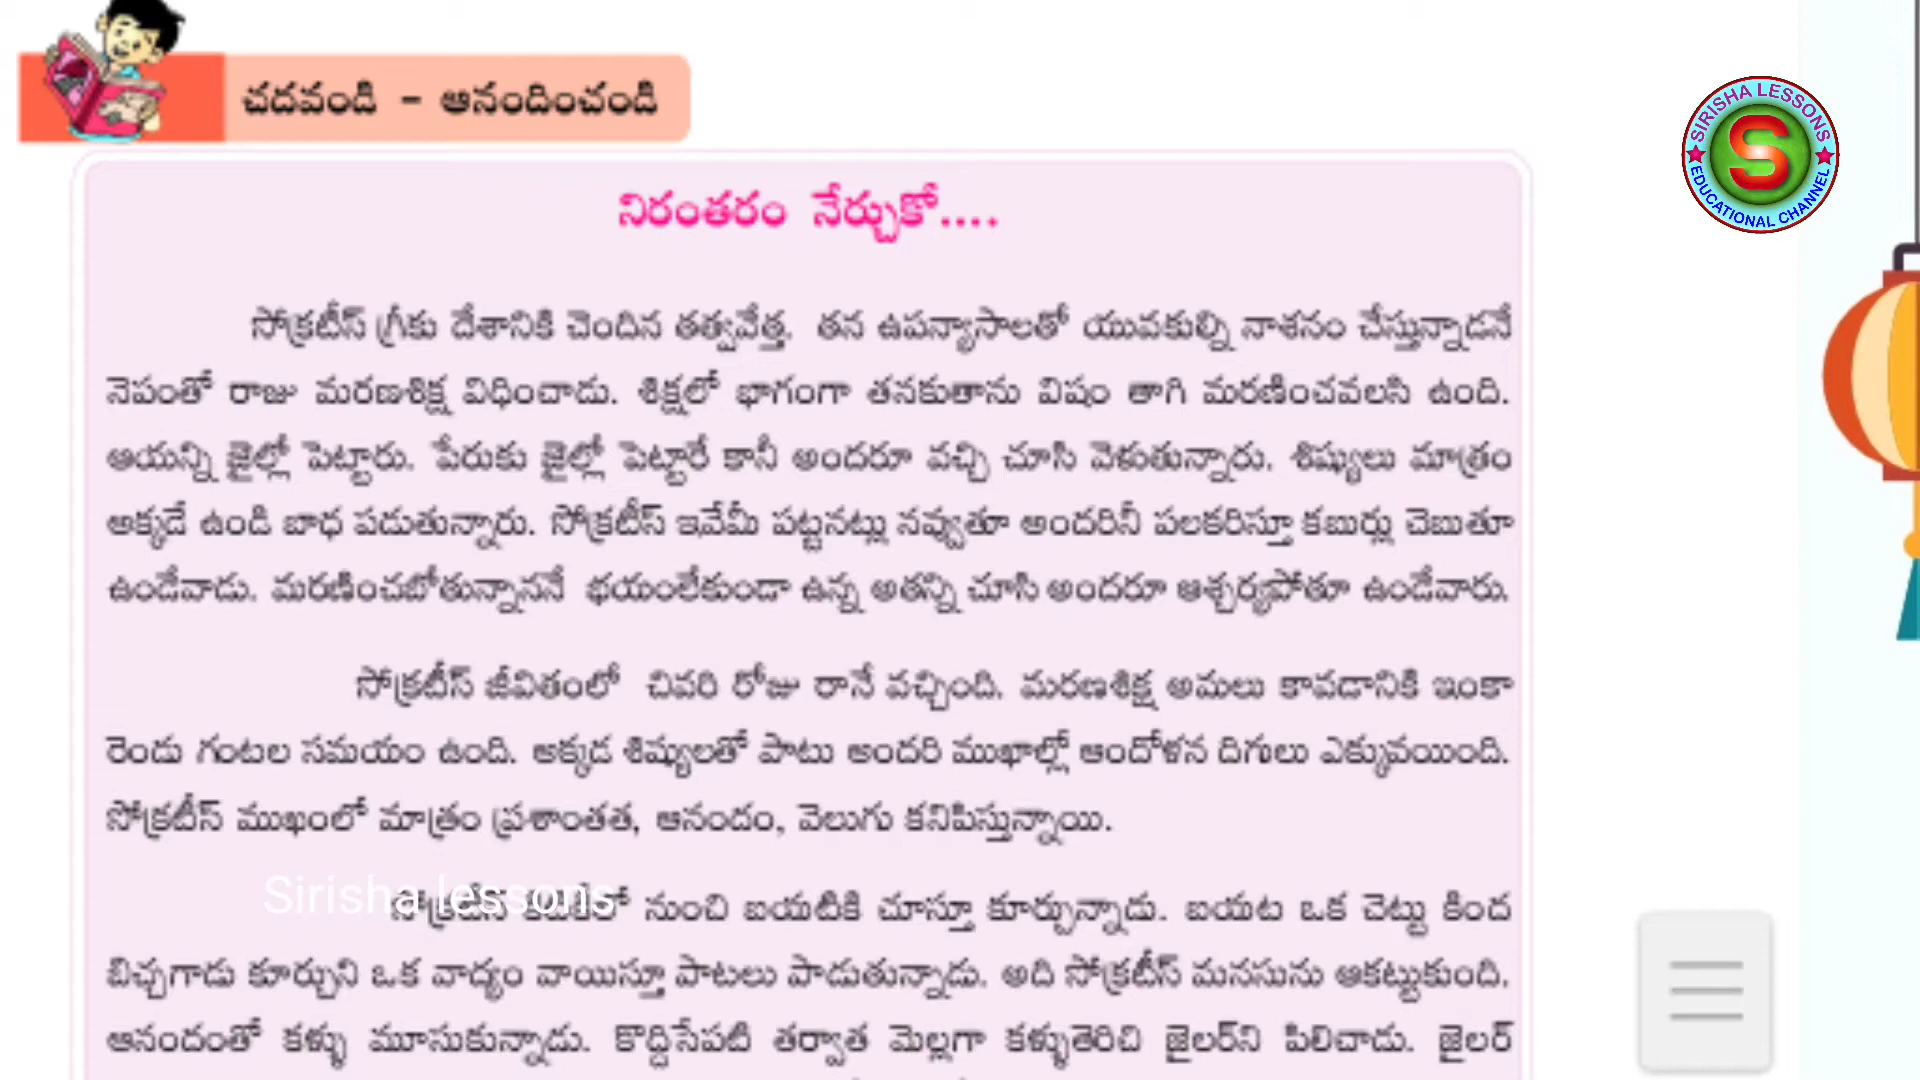 చదవండి - ఆనందించండి
SIRISHA LESSONS
S
EDUCATIONAL CHANNEL
నిరంతరం నేర్చుకో....
సోక్రటీస్ గ్రీకు దేశానికి చెందిన తత్వవేత్త. తన ఉపన్యాసాలతో యువకుల్ని నాశనం చేస్తున్నాడనే
నెపంతో రాజు మరణశిక్ష విధించాడు. శిక్షలో భాగంగా తనకుతాను విషం తాగి మరణించవలసి ఉంది.
ఆయన్ని జైల్లో పెట్టారు. పేరుకు జైల్లో పెట్టారే కానీ అందరూ వచ్చి చూసి వెళుతున్నారు. శిష్యులు మాత్రం
అక్కడే ఉండి బాధ పడుతున్నారు. సోక్రటీస్ ఇవేమీ పట్టనట్లు నవ్వుతూ అందరినీ పలకరిస్తూ కబుర్లు చెబుతూ
ఉండేవాడు. మరణించబోతున్నాననే భయంలేకుండా ఉన్న అతన్ని చూసి అందరూ ఆశ్చర్యపోతూ ఉండేవారు.
సోక్రటీస్ జీవితంలో చివరి రోజు రానే వచ్చింది. మరణశిక్ష అమలు కావడానికి ఇంకా
రెండు గంటల సమయం ఉంది. అక్కడ శిష్యులతో పాటు అందరి ముఖాల్లో ఆందోళన దిగులు ఎక్కువయింది.
సోక్రటీస్ ముఖంలో మాత్రం ప్రశాంతత, ఆనందం, వెలుగు కనిపిస్తున్నాయి.
Sirisha lessons
సోక్రటీస్ నుంచి బయటికి చూస్తూ కూర్చున్నాడు. బయట ఒక చెట్టు కింద
బిచ్చగాడు కూర్చుని ఒక వాద్యం వాయిస్తూ పాటలు పాడుతున్నాడు. అది సోక్రటీస్ మనసును ఆకట్టుకుంది.
ఆనందంతో కళ్ళు మూసుకున్నాడు. కొద్దిసేపటి తర్వాత మెల్లగా కళ్ళుతెరిచి జైలర్‌ని పిలిచాడు. జైలర్